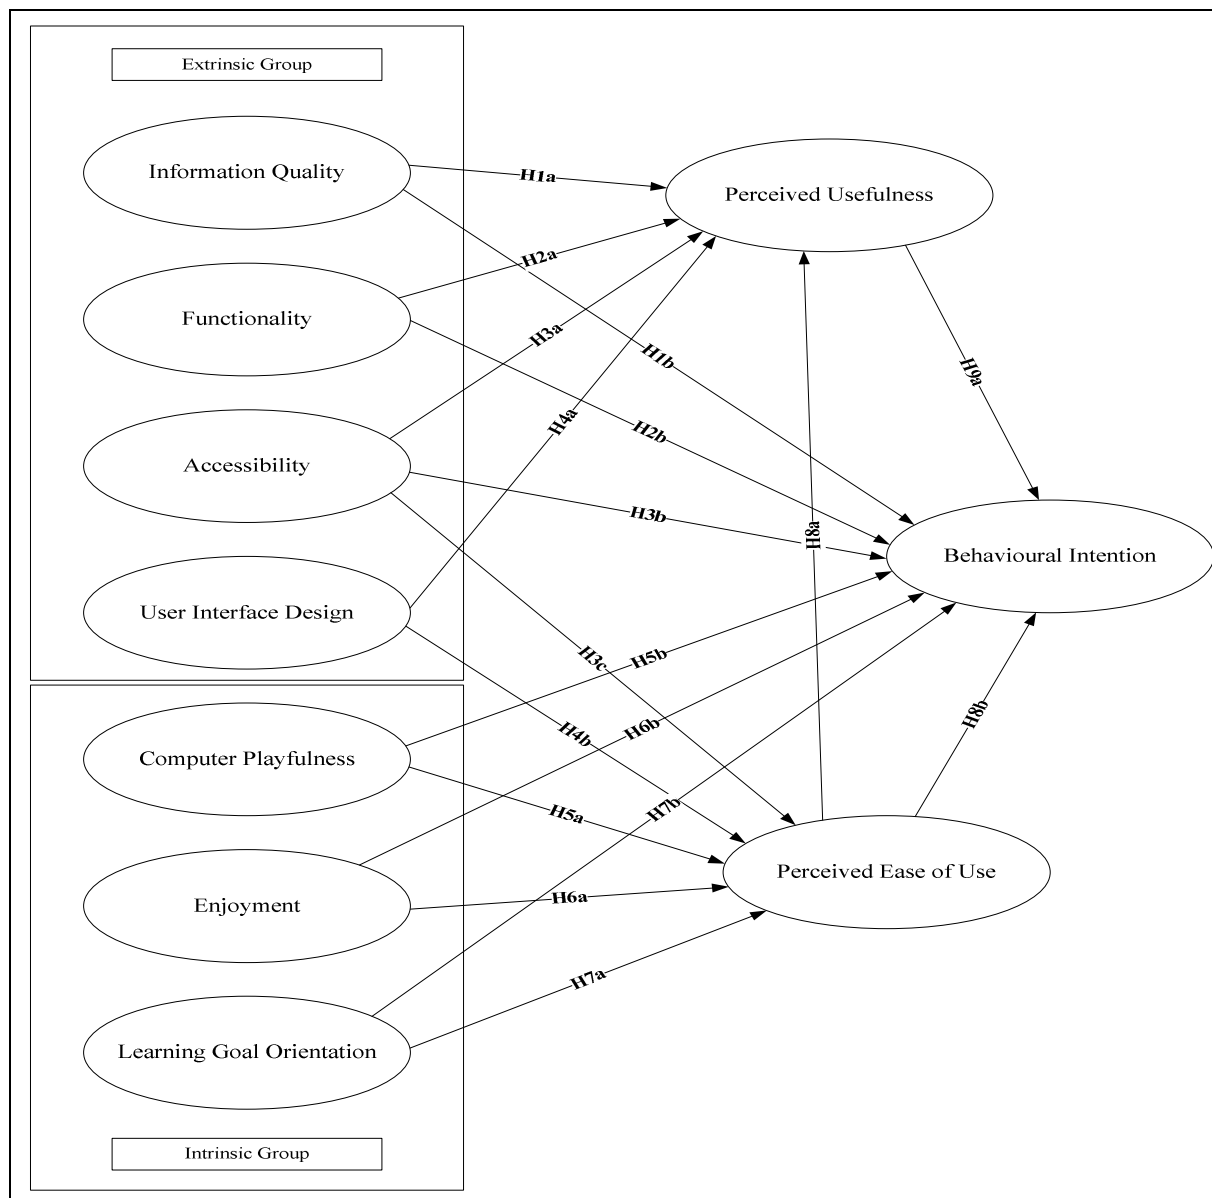 Extrinsic Group
Information Quality
H1a
Perceived Usefulness
Functionality
H2a
H3a
H1b
H9a
H4a
H2b
Accessibility
H3b
H8a
Behavioural Intention
User Interface Design
H3c
H5b
H4b
H6b
H8b
Computer Playfulness
H5a
H7b
Perceived Ease of Use
Enjoyment
H6a
H7a
Learning Goal Orientation
Intrinsic Group